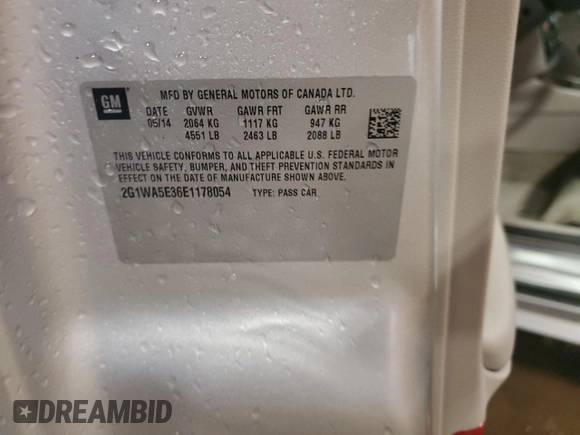 GM
MFD BY GENERAL MOTORS OF CANADA LTD.
DATE GVWR GAWR FRT GAWR RR
05/14 2064 KG 1117 KG 947 KG
4551 LB 2463 LB 2088 LB
THIS VEHICLE CONFORMS TO ALL APPLICABLE U.S. FEDERAL MOTOR
VEHICLE SAFETY, BUMPER, AND THEFT PREVENTION STANDARDS IN
EFFECT ON THE DATE OF MANUFACTURE SHOWN ABOVE.
2G1WA5E36E1178054 TYPE: PASS CAR
DREAMBID